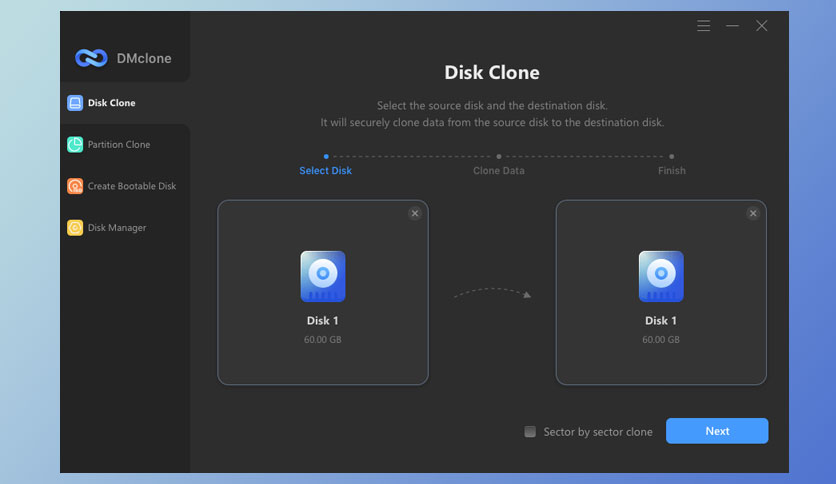 DMclone
Disk Clone
Partition Clone
Create Bootable Disk
Disk Manager
Disk Clone
Select the source disk and the destination disk.
It will securely clone data from the source disk to the destination disk.
Select Disk
Clone Data
Finish
Disk 1
60.00 GB
Disk 1
60.00 GB
Sector by sector clone
Next